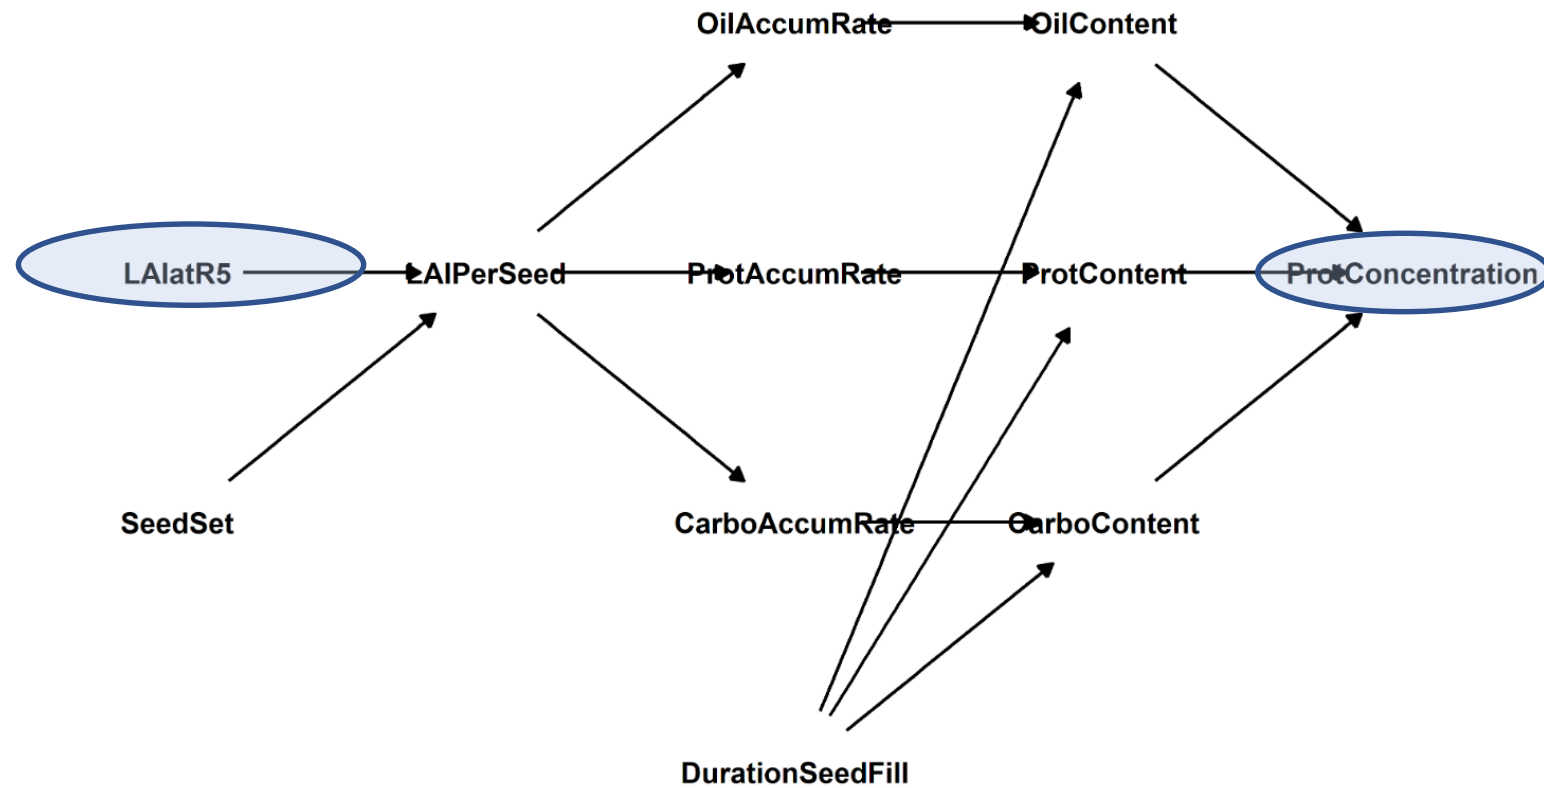 OilAccumRate
OilContent
LAIatR5
LAIPerSeed
ProtAccumRate
ProtContent
ProtConcentration
SeedSet
CarboAccumRate
CarboContent
DurationSeedFill